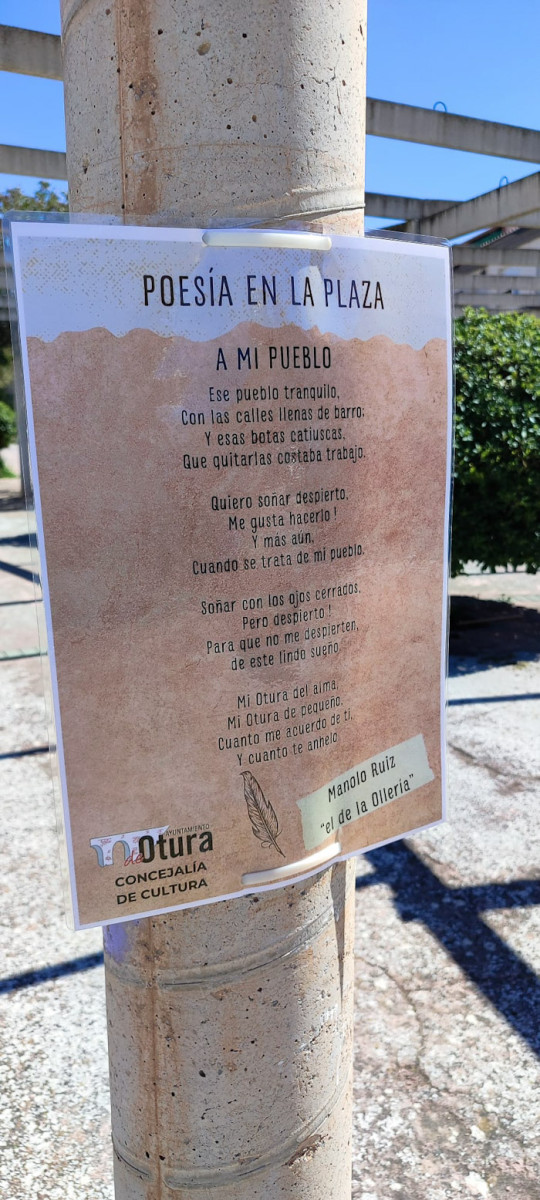 POESÍA EN LA PLAZA
A MI PUEBLO
Ese pueblo tranquilo,
Con las calles llenas de barro;
Y esas botas catiuscas,
Que quitarlas costaba trabajo.
Quiero soñar despierto,
Me gusta hacerlo !
Y más aún,
Cuando se trata de mi pueblo.
Soñar con los ojos cerrados,
Pero despierto !
Para que no me despierten,
de este lindo sueño
Mi Otura del alma,
Mi Otura de pequeño,
Cuanto me acuerdo de ti,
Y cuanto te anhelo
Manolo Ruiz
"el de la Olleria"
AYUNTAMIENTO
de Otura
CONCEJALÍA
DE CULTURA